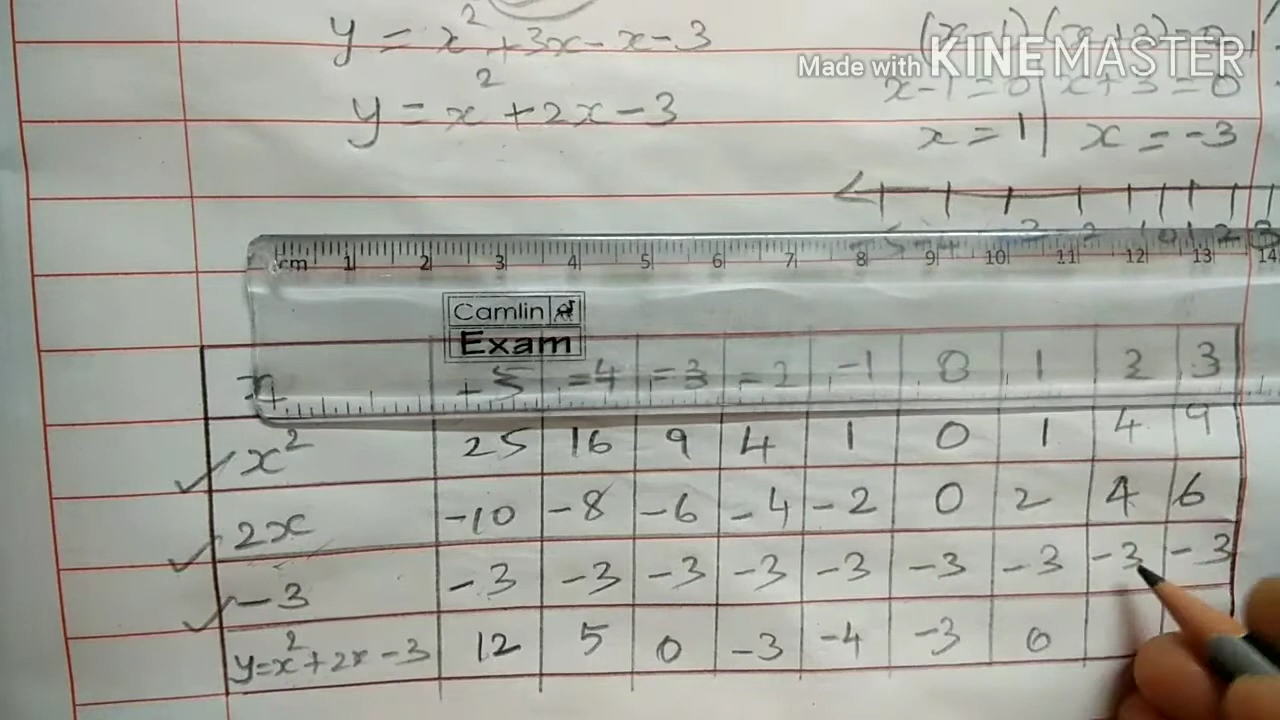 y = x² + 3x - x - 3
y = x² + 2x - 3
Made with KINEMASTER
x - 1 = 0 | x + 3 = 0
x = 1 | x = -3
cm 1 2 3 4 5 6 7 8 9 10 11 12 13 14
Camlin
Exam
x -5 -4 -3 -2 -1 0 1 2 3
x² 25 16 9 4 1 0 1 4 9
2x -10 -8 -6 -4 -2 0 2 4 6
-3 -3 -3 -3 -3 -3 -3 -3 -3 -3
y=x²+2x-3 12 5 0 -3 -4 -3 0